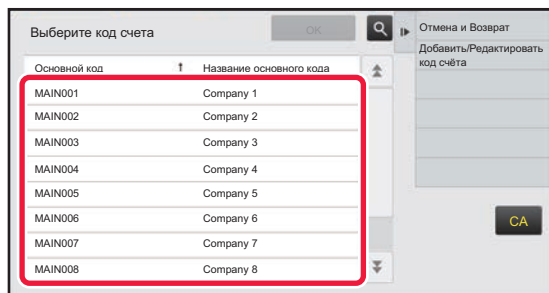 Выберите код счета
OK
Отмена и Возврат
Добавить/Редактировать
код счёта
Основной код Название основного кода
MAIN001 Company 1
MAIN002 Company 2
MAIN003 Company 3
MAIN004 Company 4
MAIN005 Company 5
MAIN006 Company 6
MAIN007 Company 7
MAIN008 Company 8
CA